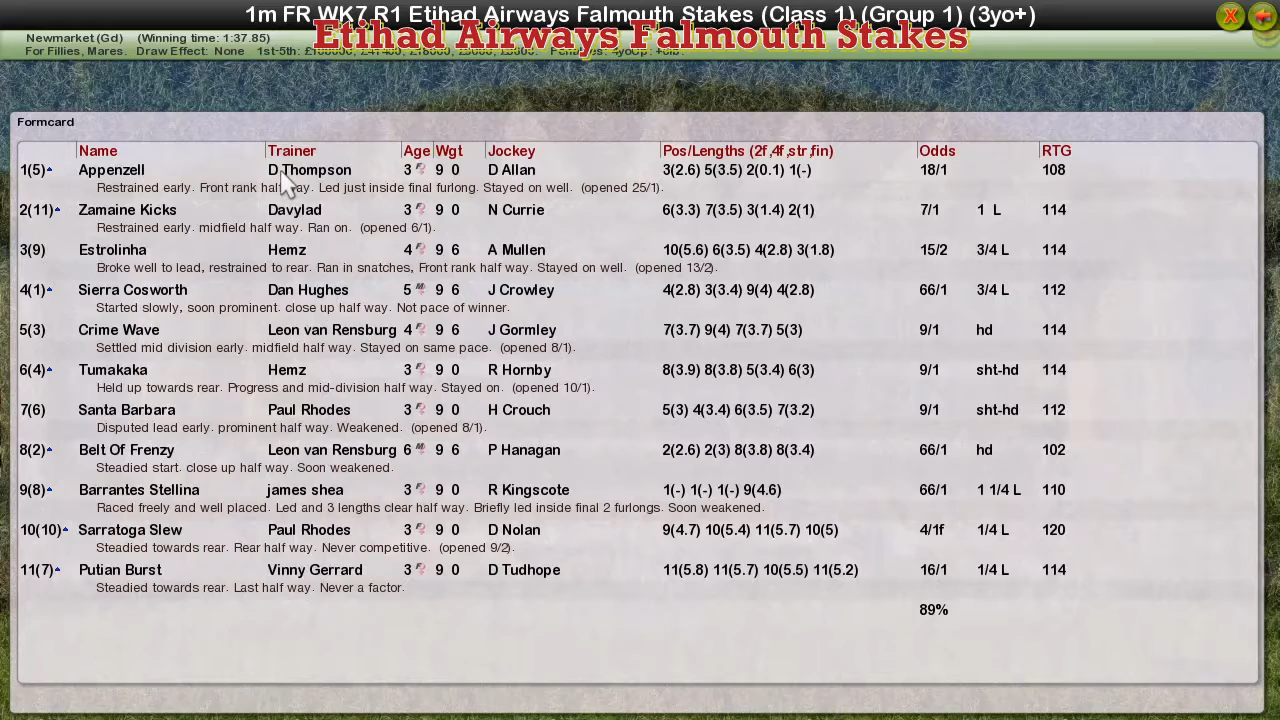 1m FR WK7 R1 Etihad Airways Falmouth Stakes (Class 1) (Group 1) (3yo+)
Etihad Airways Falmouth Stakes
Newmarket (Gd) (Winning time: 1:37.85)
For Fillies, Mares. Draw Effect: None 1st-5th:
Formcard
Name Trainer Age Wgt Jockey Pos/Lengths (2f,4f,str,fin) Odds RTG
1(5) Appenzell D Thompson 3 9 0 D Allan 3(2.6) 5(3.5) 2(0.1) 1(-) 18/1 108
Restrained early. Front rank half way. Led just inside final furlong. Stayed on well. (opened 25/1).
2(11) Zamaine Kicks Davylad 3 9 0 N Currie 6(3.3) 7(3.5) 3(1.4) 2(1) 7/1 1 L 114
Restrained early. midfield half way. Ran on. (opened 6/1).
3(9) Estrolinha Hemz 4 9 6 A Mullen 10(5.6) 6(3.5) 4(2.8) 3(1.8) 15/2 3/4 L 114
Broke well to lead, restrained to rear. Ran in snatches, Front rank half way. Stayed on well. (opened 13/2).
4(1) Sierra Cosworth Dan Hughes 5 9 6 J Crowley 4(2.8) 3(3.4) 9(4) 4(2.8) 66/1 3/4 L 112
Started slowly, soon prominent. close up half way. Not pace of winner.
5(3) Crime Wave Leon van Rensburg 4 9 6 J Gormley 7(3.7) 9(4) 7(3.7) 5(3) 9/1 hd 114
Settled mid division early. midfield half way. Stayed on same pace. (opened 8/1).
6(4) Tumakaka Hemz 3 9 0 R Hornby 8(3.9) 8(3.8) 5(3.4) 6(3) 9/1 sht-hd 114
Held up towards rear. Progress and mid-division half way. Stayed on. (opened 10/1).
7(6) Santa Barbara Paul Rhodes 3 9 0 H Crouch 5(3) 4(3.4) 6(3.5) 7(3.2) 9/1 sht-hd 112
Disputed lead early. prominent half way. Weakened. (opened 8/1).
8(2) Belt Of Frenzy Leon van Rensburg 6 9 6 P Hanagan 2(2.6) 2(3) 8(3.8) 8(3.4) 66/1 hd 102
Steadied start. close up half way. Soon weakened.
9(8) Barrantes Stellina james shea 3 9 0 R Kingscote 1(-) 1(-) 1(-) 9(4.6) 66/1 1 1/4 L 110
Raced freely and well placed. Led and 3 lengths clear half way. Briefly led inside final 2 furlongs. Soon weakened.
10(10) Sarratoga Slew Paul Rhodes 3 9 0 D Nolan 9(4.7) 10(5.4) 11(5.7) 10(5) 4/1f 1/4 L 120
Steadied towards rear. Rear half way. Never competitive. (opened 9/2).
11(7) Putian Burst Vinny Gerrard 3 9 0 D Tudhope 11(5.8) 11(5.7) 10(5.5) 11(5.2) 16/1 1/4 L 114
Steadied towards rear. Last half way. Never a factor.
89%